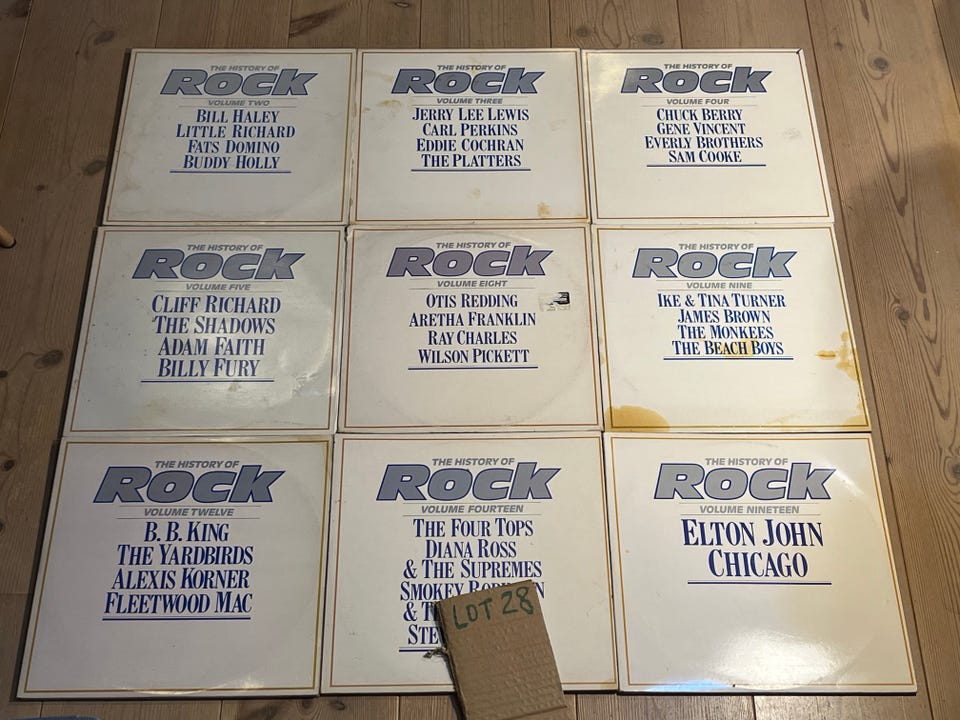 THE HISTORY OF
ROCK
VOLUME TWO
BILL HALEY
LITTLE RICHARD
FATS DOMINO
BUDDY HOLLY
THE HISTORY OF
ROCK
VOLUME THREE
JERRY LEE LEWIS
CARL PERKINS
EDDIE COCHRAN
THE PLATTERS
THE HISTORY OF
ROCK
VOLUME FOUR
CHUCK BERRY
GENE VINCENT
EVERLY BROTHERS
SAM COOKE
THE HISTORY OF
ROCK
VOLUME FIVE
CLIFF RICHARD
THE SHADOWS
ADAM FAITH
BILLY FURY
THE HISTORY OF
ROCK
VOLUME EIGHT
OTIS REDDING
ARETHA FRANKLIN
RAY CHARLES
WILSON PICKETT
THE HISTORY OF
ROCK
VOLUME NINE
IKE & TINA TURNER
JAMES BROWN
THE MONKEES
THE BEACH BOYS
THE HISTORY OF
ROCK
VOLUME TWELVE
B. B. KING
THE YARDBIRDS
ALEXIS KORNER
FLEETWOOD MAC
THE HISTORY OF
ROCK
VOLUME FOURTEEN
THE FOUR TOPS
DIANA ROSS
& THE SUPREMES
SMOKEY
&
LOT 28
THE HISTORY OF
ROCK
VOLUME NINETEEN
ELTON JOHN
CHICAGO